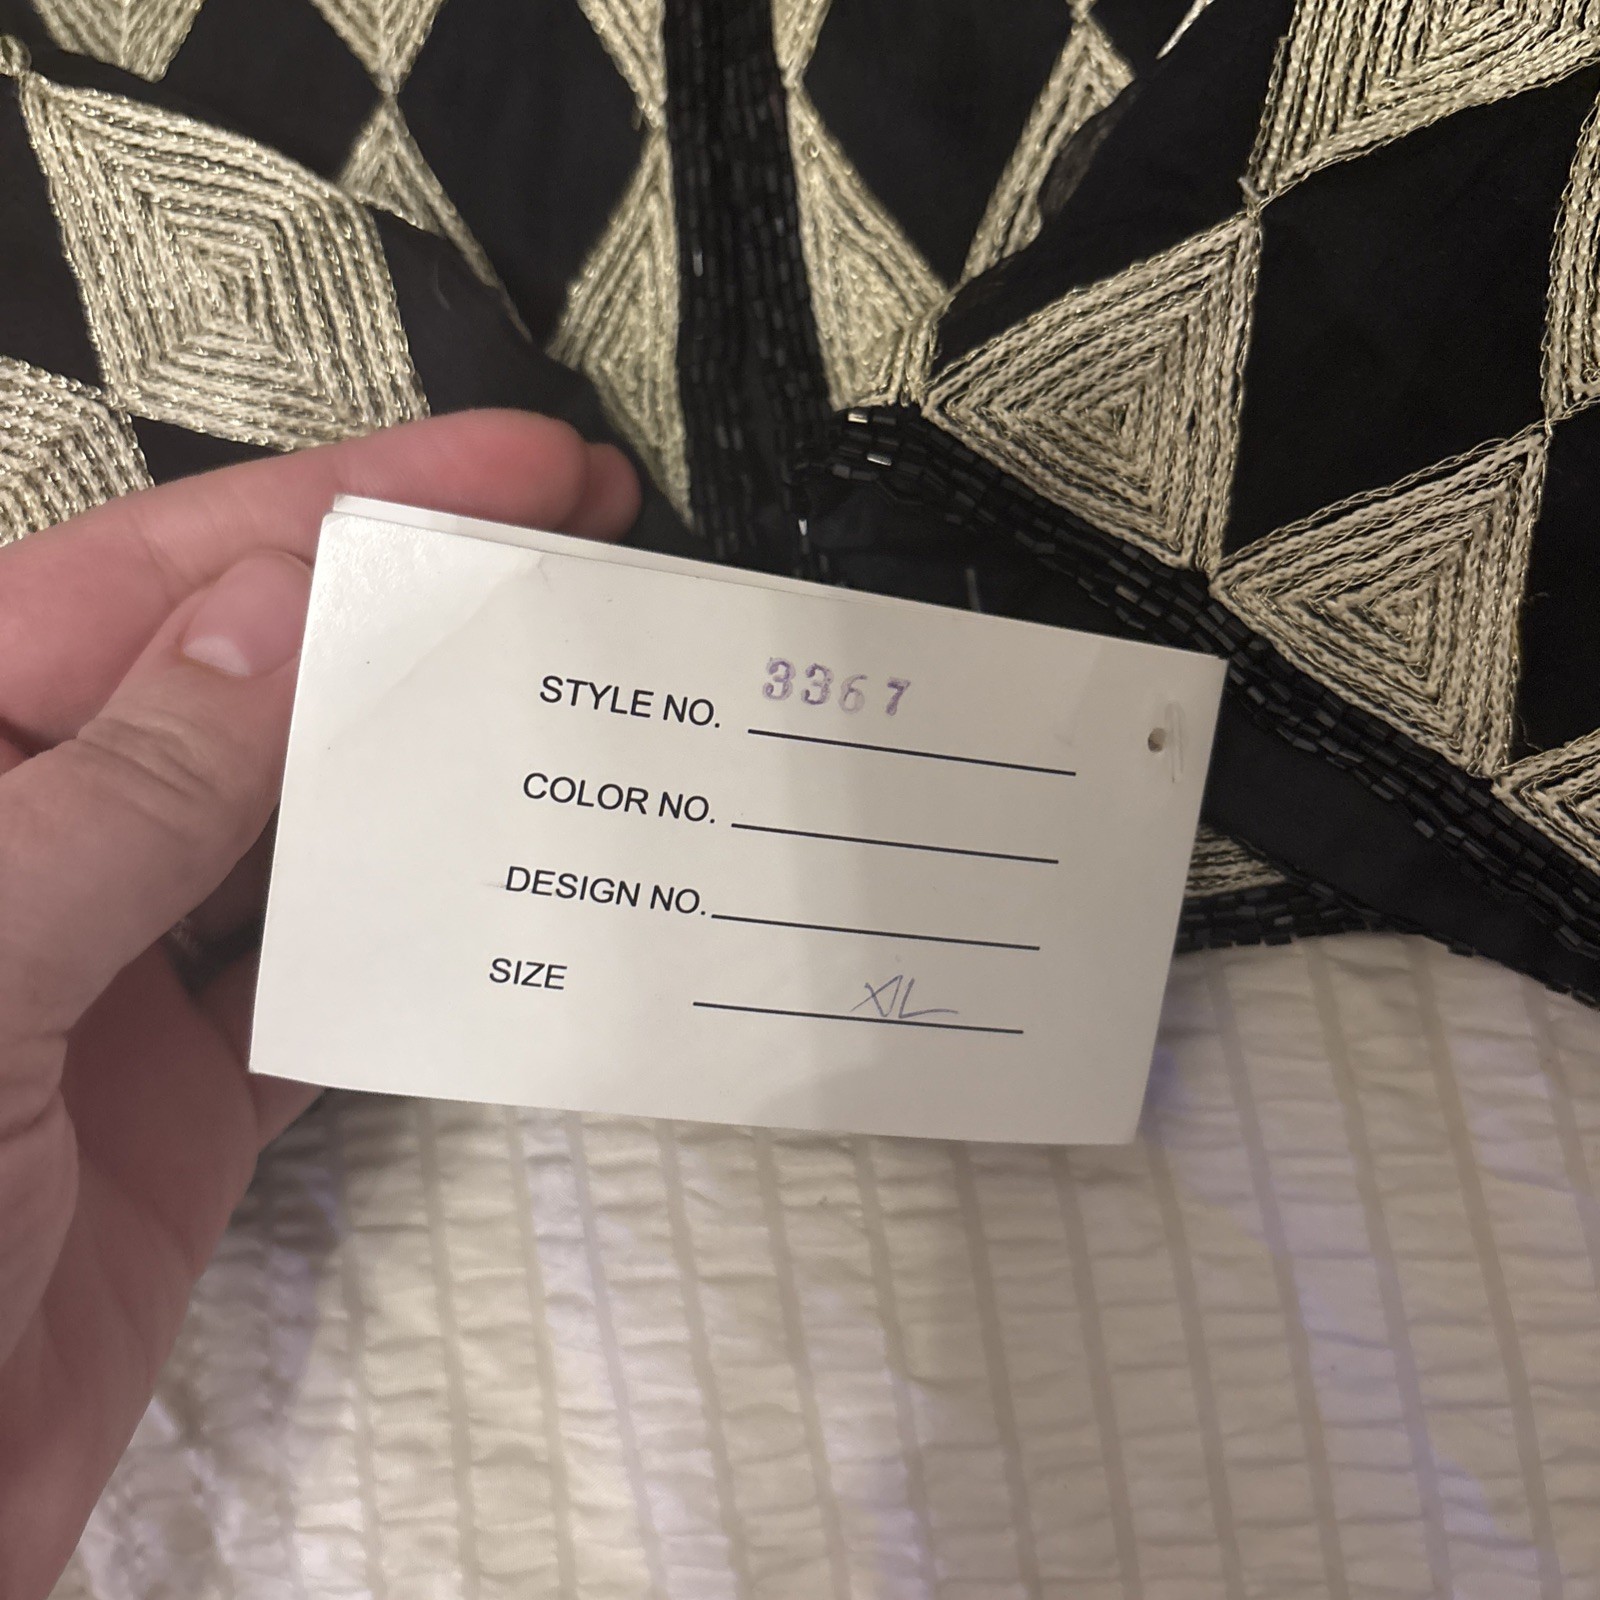 STYLE NO. 3367
COLOR NO.
DESIGN NO.
SIZE XL